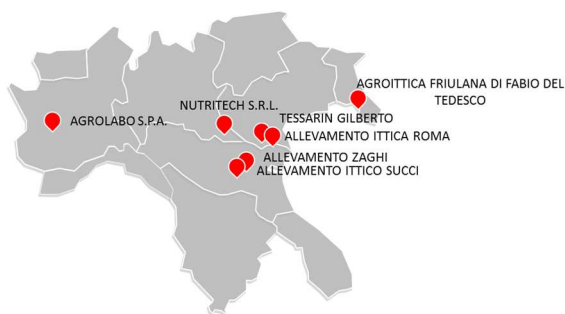 AGROITTICA FRIULANA DI FABIO DEL
TEDESCO
NUTRITECH S.R.L.
AGROLABO S.P.A.
TESSARIN GILBERTO
ALLEVAMENTO ITTICA ROMA
ALLEVAMENTO ZAGHI
ALLEVAMENTO ITTICO SUCCI